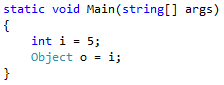 static void Main(string[] args)
{
    int i = 5;
    Object o = i;
}